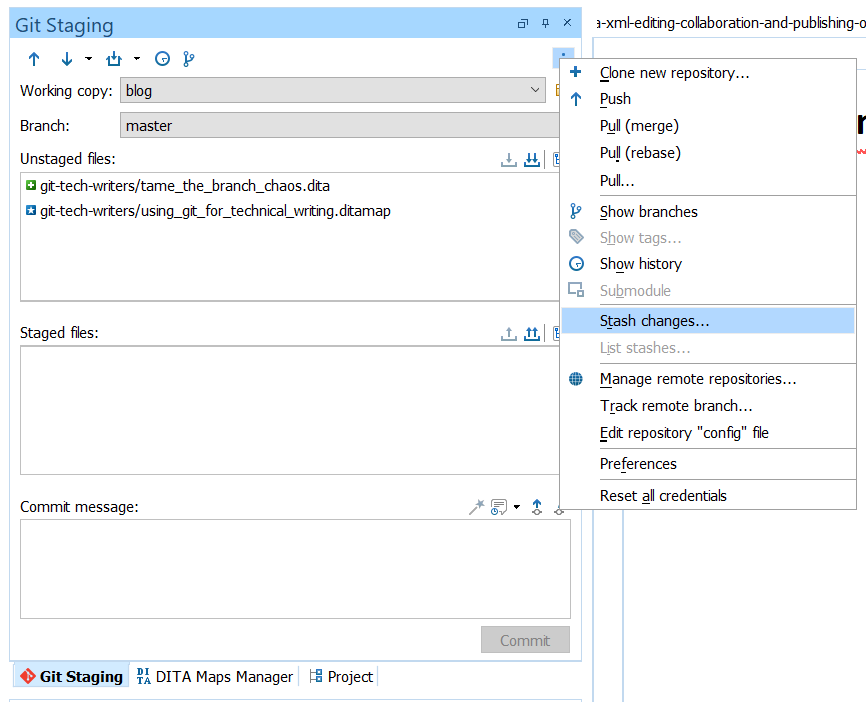 Git Staging
a-xml-editing-collaboration-and-publishing-o
Working copy:
blog
Branch:
master
Unstaged files:
git-tech-writers/tame_the_branch_chaos.dita
git-tech-writers/using_git_for_technical_writing.ditamap
Staged files:
Commit message:
Commit
Clone new repository...
Push
Pull (merge)
Pull (rebase)
Pull...
Show branches
Show tags...
Show history
Submodule
Stash changes...
List stashes...
Manage remote repositories...
Track remote branch...
Edit repository "config" file
Preferences
Reset all credentials
Git Staging
DITA
DITA Maps Manager
Project